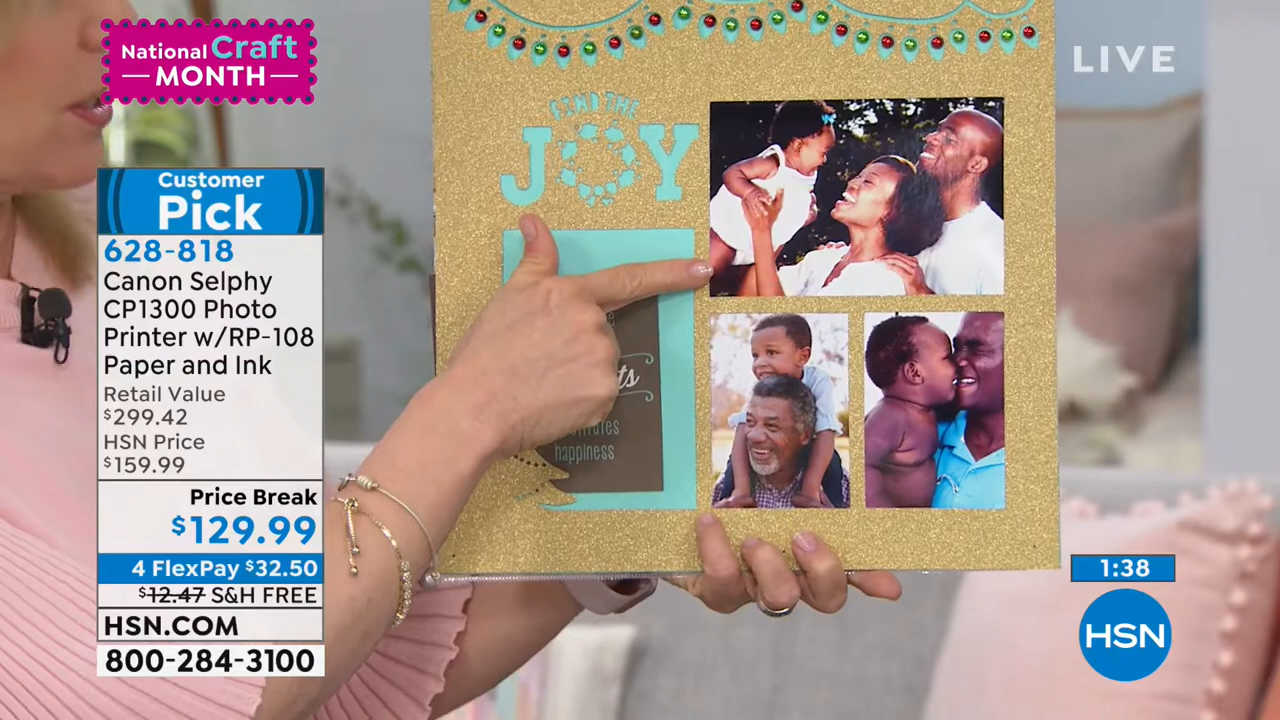 National Craft
MONTH
LIVE
Customer
Pick
628-818
Canon Selphy
CP1300 Photo
Printer w/RP-108
Paper and Ink
Retail Value
$299.42
HSN Price
$159.99
Price Break
$129.99
4 FlexPay $32.50
$12.47 S&H FREE
HSN.COM
800-284-3100
FIND THE
JOY
happiness
1:38
HSN